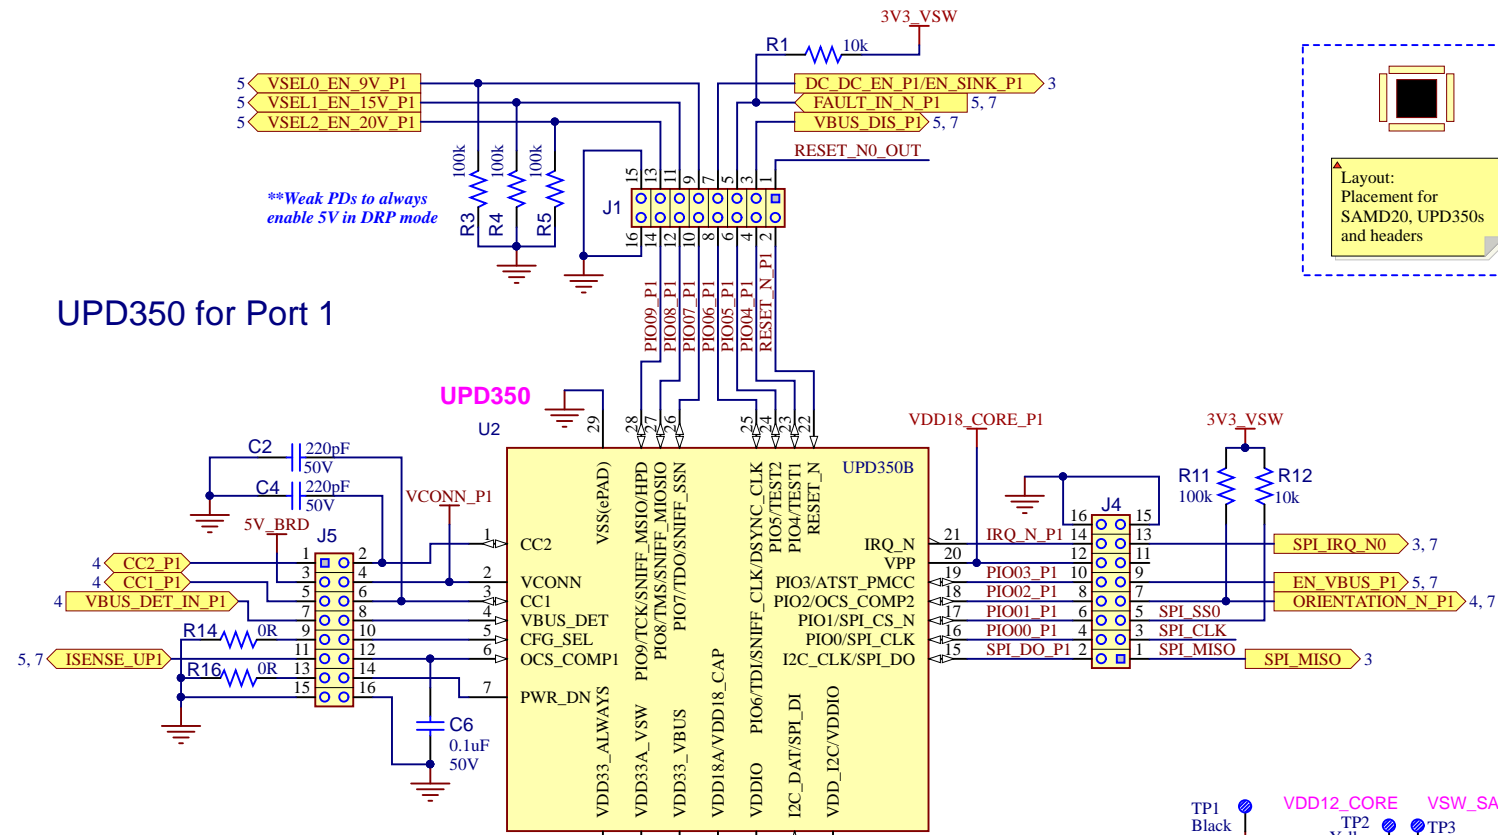 3V3_VSW
R1
10k
5
VSEL0_EN_9V_P1
5
VSEL1_EN_15V_P1
5
VSEL2_EN_20V_P1
DC_DC_EN_P1/EN_SINK_P1
3
FAULT_IN_N_P1
5, 7
VBUS_DIS_P1
5, 7
RESET_N0_OUT
100k
100k
100k
R3
R4
R5
**Weak PDs to always
enable 5V in DRP mode
J1
15
13
11
9
7
5
3
1
16
14
12
10
8
6
4
2
Layout:
Placement for
SAMD20, UPD350s
and headers
UPD350 for Port 1
PIO09_P1
PIO08_P1
PIO07_P1
PIO06_P1
PIO05_P1
PIO04_P1
RESET_N_P1
UPD350
U2
29
28
27
26
25
24
23
22
UPD350B
VSS(ePAD)
PIO9/TCK/SNIFF_MSIO/HPD
PIO8/TMS/SNIFF_MIOSIO
PIO7/TDO/SNIFF_SSN
PIO6/TDI/SNIFF_CLK/DSYNC_CLK
PIO5/TEST2
PIO4/TEST1
RESET_N
C2
220pF
50V
C4
220pF
50V
VCONN_P1
5V_BRD
J5
4
CC2_P1
4
CC1_P1
4
VBUS_DET_IN_P1
R14
0R
5, 7
ISENSE_UP1
R16
0R
1
2
3
4
5
6
7
8
9
10
11
12
13
14
15
16
C6
0.1uF
50V
1
CC2
2
VCONN
3
CC1
4
VBUS_DET
5
CFG_SEL
6
OCS_COMP1
7
PWR_DN
IRQ_N
21
VPP
20
PIO3/ATST_PMCC
19
PIO2/OCS_COMP2
18
PIO1/SPI_CS_N
17
PIO0/SPI_CLK
16
I2C_CLK/SPI_DO
15
VDD33_ALWAYS
VDD33A_VSW
VDD33_VBUS
VDD18A/VDD18_CAP
VDDIO
I2C_DAT/SPI_DI
VDD_I2C/VDDIO
VDD18_CORE_P1
3V3_VSW
R11
100k
R12
10k
J4
16
15
IRQ_N_P1
14
13
12
11
PIO03_P1
10
9
PIO02_P1
8
7
PIO01_P1
6
5
SPI_SS0
PIO00_P1
4
3
SPI_CLK
SPI_DO_P1
2
1
SPI_MISO
SPI_IRQ_N0
3, 7
EN_VBUS_P1
5, 7
ORIENTATION_N_P1
4, 7
SPI_MISO
3
TP1
Black
VDD12_CORE
TP2
TP3